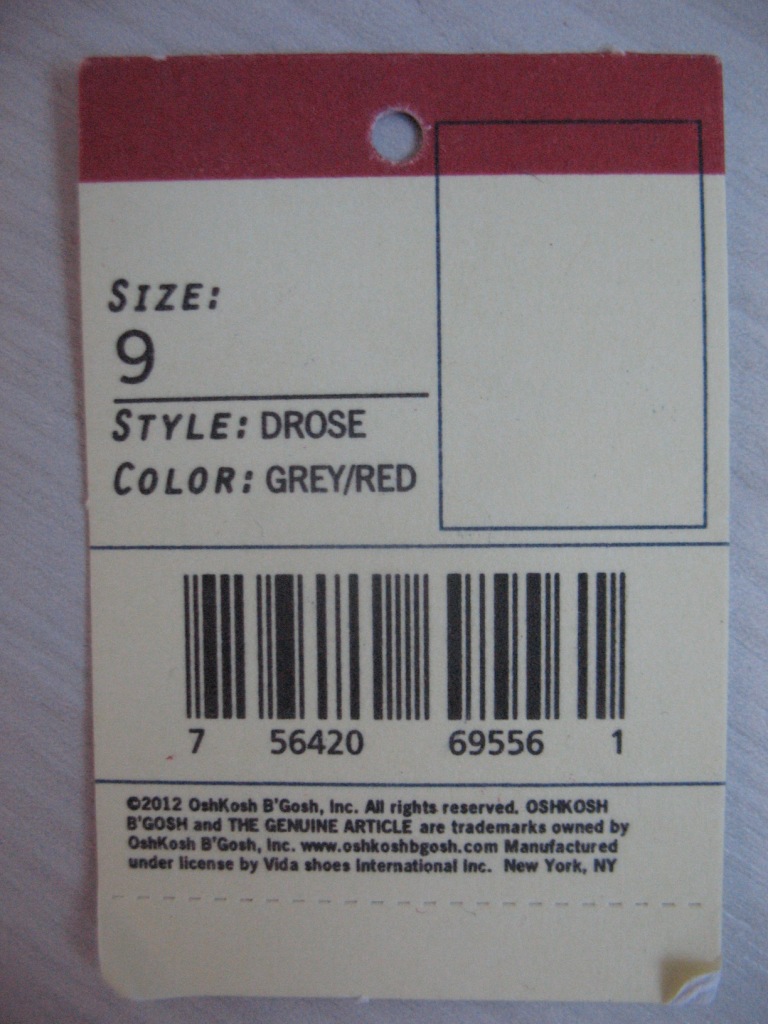 SIZE:
9
STYLE: DROSE
COLOR: GREY/RED
7 56420 69556 1
©2012 OshKosh B'Gosh, Inc. All rights reserved. OSHKOSH
B'GOSH and THE GENUINE ARTICLE are trademarks owned by
OshKosh B'Gosh, Inc. www.oshkoshbgosh.com Manufactured
under license by Vida shoes International Inc. New York, NY